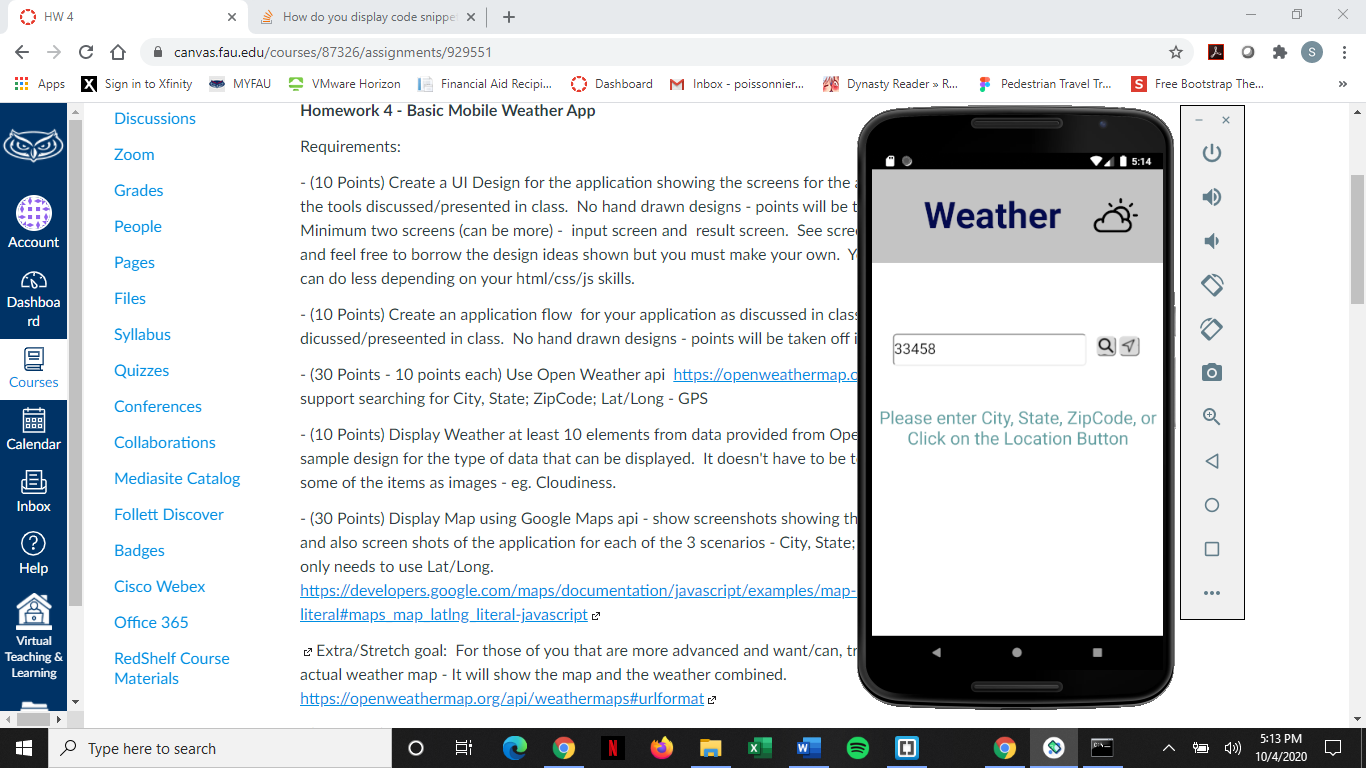 HW 4
How do you display code snippe
canvas.fau.edu/courses/87326/assignments/929551
S
Apps
X
Sign in to Xfinity
MYFAU
VMware Horizon
Financial Aid Recipi...
Dashboard
Inbox - poissonnier...
Dynasty Reader » R...
Pedestrian Travel Tr...
S
Free Bootstrap The...
»
Account
Dashboa
rd
Courses
Calendar
Inbox
Help
Virtual
Teaching &
Learning
Discussions
Zoom
Grades
People
Pages
Files
Syllabus
Quizzes
Conferences
Collaborations
Mediasite Catalog
Follett Discover
Badges
Cisco Webex
Office 365
RedShelf Course
Materials
Homework 4 - Basic Mobile Weather App
Requirements:
- (10 Points) Create a UI Design for the application showing the screens for the a
the tools discussed/presented in class.  No hand drawn designs - points will be t
Minimum two screens (can be more) -  input screen and  result screen.  See scre
and feel free to borrow the design ideas shown but you must make your own.  Y
can do less depending on your html/css/js skills.
- (10 Points) Create an application flow  for your application as discussed in clas
dicussed/preseented in class.  No hand drawn designs - points will be taken off i
- (30 Points - 10 points each) Use Open Weather api  https://openweathermap.o
support searching for City, State; ZipCode; Lat/Long - GPS
- (10 Points) Display Weather at least 10 elements from data provided from Ope
sample design for the type of data that can be displayed.  It doesn't have to be t
some of the items as images - eg. Cloudiness.
- (30 Points) Display Map using Google Maps api - show screenshots showing th
and also screen shots of the application for each of the 3 scenarios - City, State;
only needs to use Lat/Long.
https://developers.google.com/maps/documentation/javascript/examples/map-
literal#maps_map_latlng_literal-javascript
Extra/Stretch goal:  For those of you that are more advanced and want/can, tr
actual weather map - It will show the map and the weather combined.
https://openweathermap.org/api/weathermaps#urlformat
5:14
Weather
33458
Please enter City, State, ZipCode, or
Click on the Location Button
Type here to search
5:13 PM
10/4/2020